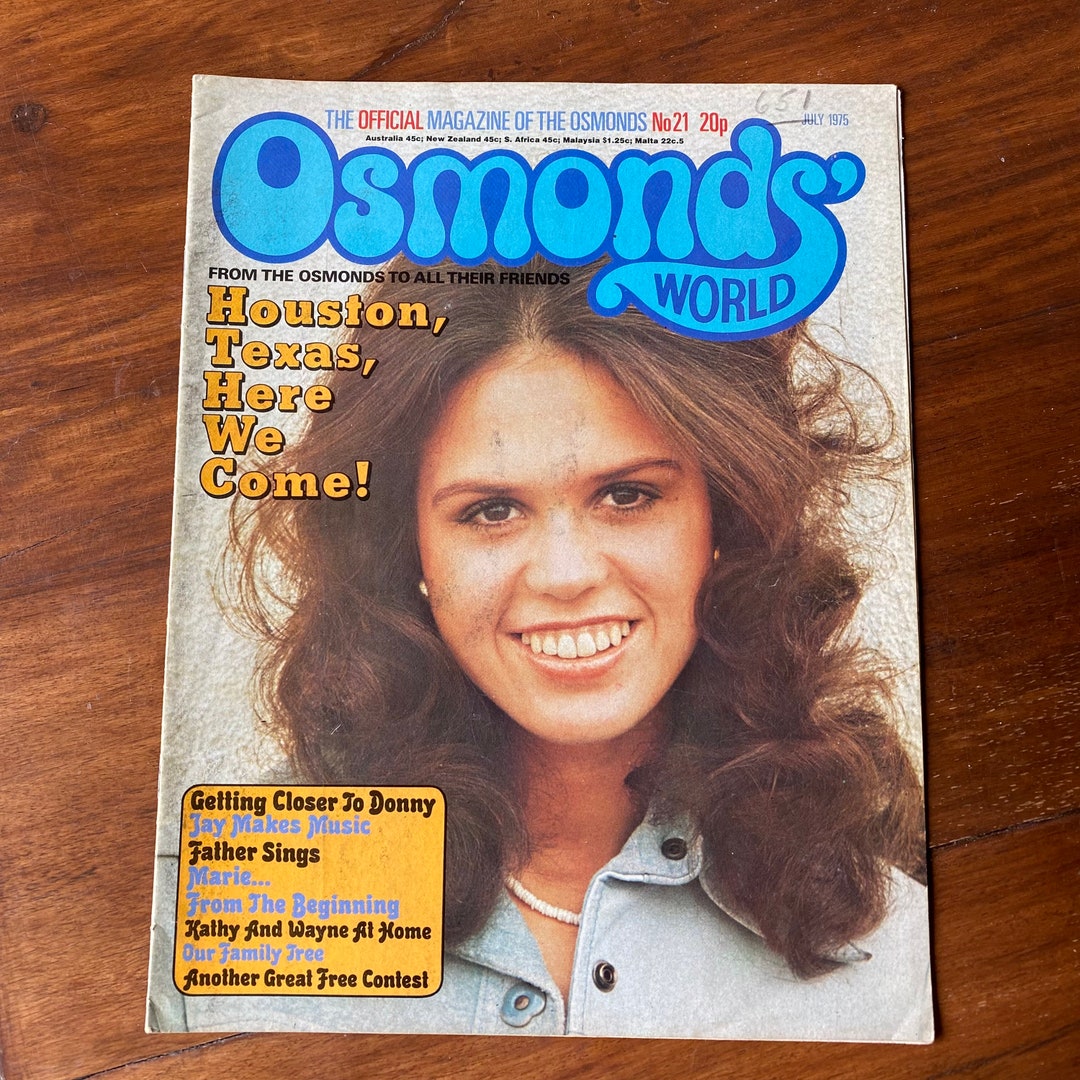 651
THE OFFICIAL MAGAZINE OF THE OSMONDS No21 20p JULY 1975
Australia 45c; New Zealand 45c; S. Africa 45c; Malaysia $1.25c; Malta 22c.5
Osmonds'
WORLD
FROM THE OSMONDS TO ALL THEIR FRIENDS
Houston,
Texas,
Here
We
Come!
Getting Closer To Donny
Jay Makes Music
Father Sings
Marie...
From The Beginning
Kathy And Wayne At Home
Our Family Tree
Another Great Free Contest